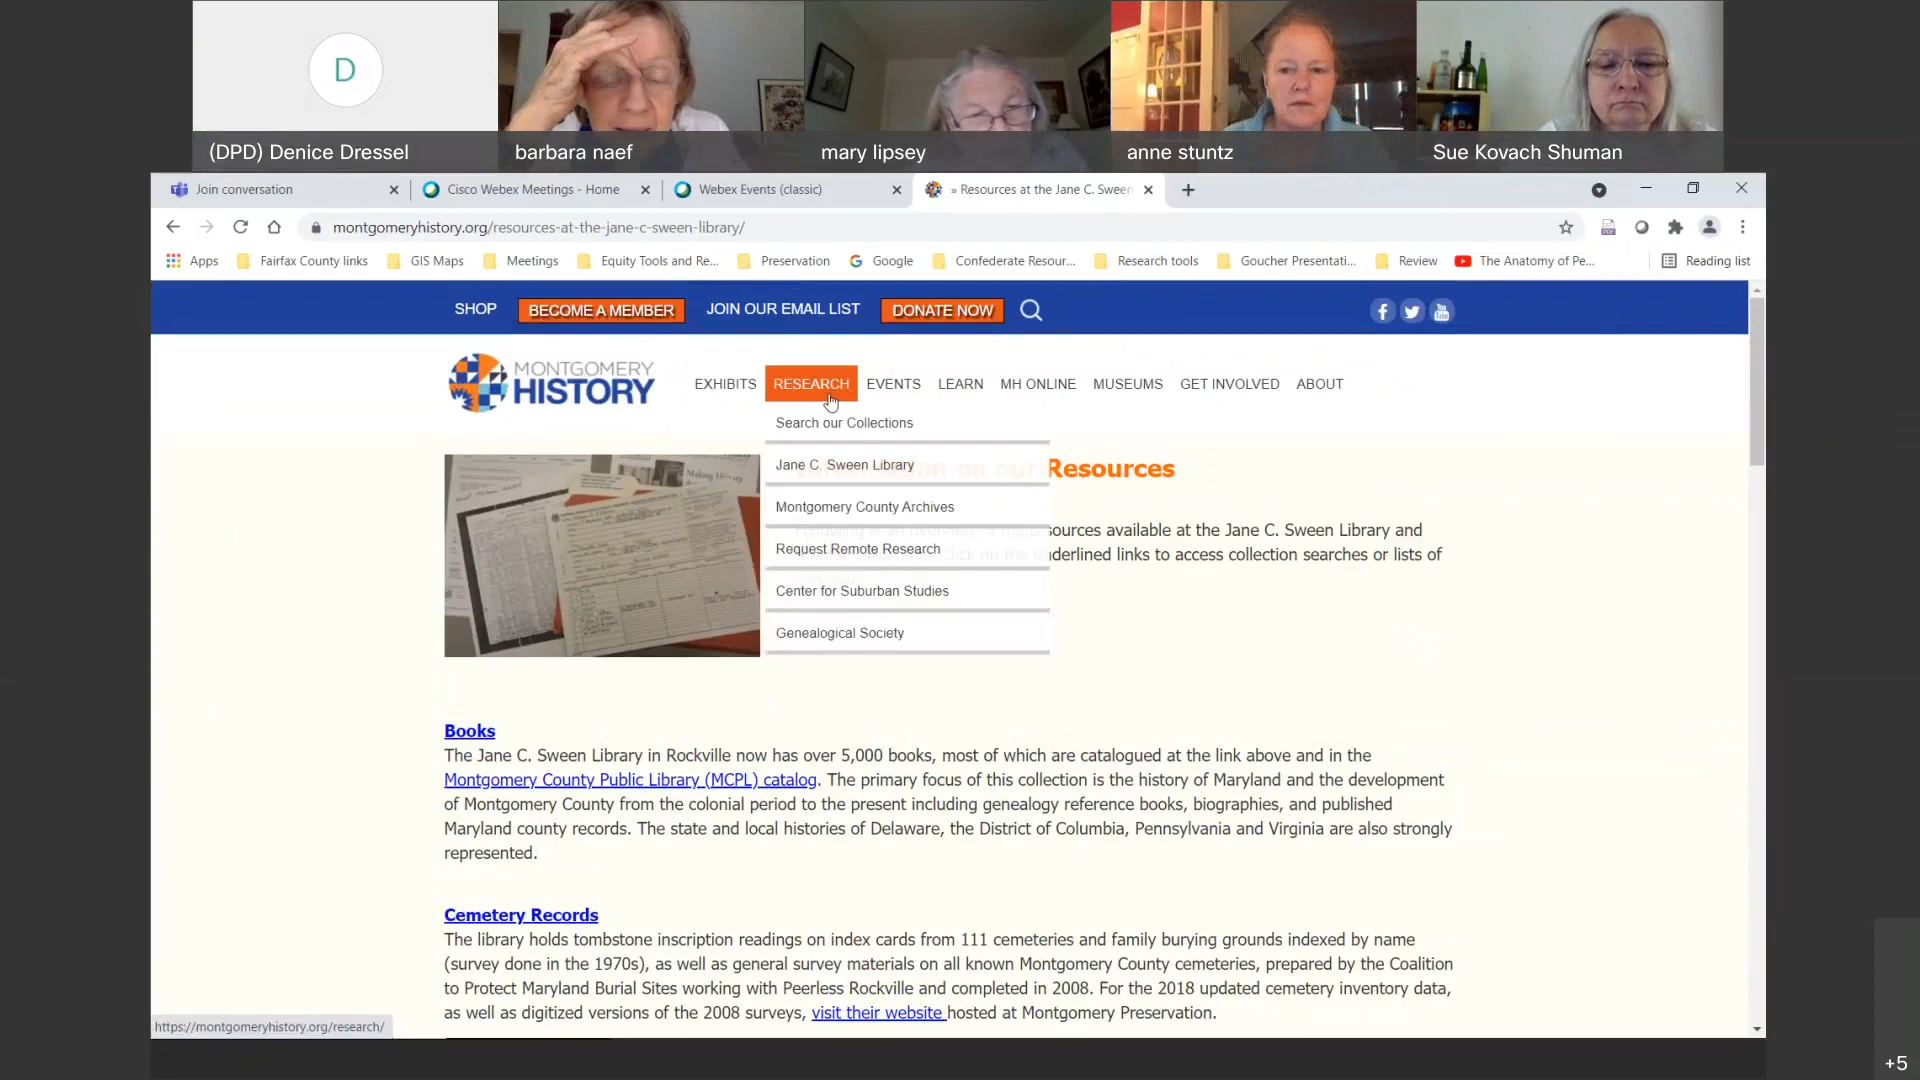 D
(DPD) Denice Dressel
barbara naef
mary lipsey
anne stuntz
Sue Kovach Shuman
Join conversation
Cisco Webex Meetings - Home
Webex Events (classic)
» Resources at the Jane C. Sween
montgomeryhistory.org/resources-at-the-jane-c-sween-library/
Apps
Fairfax County links
GIS Maps
Meetings
Equity Tools and Re...
Preservation
Google
Confederate Resour...
Research tools
Goucher Presentati...
Review
The Anatomy of Pe...
Reading list
SHOP
BECOME A MEMBER
JOIN OUR EMAIL LIST
DONATE NOW
MONTGOMERY
HISTORY
EXHIBITS
RESEARCH
EVENTS
LEARN
MH ONLINE
MUSEUMS
GET INVOLVED
ABOUT
Search our Collections
Jane C. Sween Library
Montgomery County Archives
Request Remote Research
Center for Suburban Studies
Genealogical Society
on our Resources
resources available at the Jane C. Sween Library and
underlined links to access collection searches or lists of
Books
The Jane C. Sween Library in Rockville now has over 5,000 books, most of which are catalogued at the link above and in the
Montgomery County Public Library (MCPL) catalog. The primary focus of this collection is the history of Maryland and the development
of Montgomery County from the colonial period to the present including genealogy reference books, biographies, and published
Maryland county records. The state and local histories of Delaware, the District of Columbia, Pennsylvania and Virginia are also strongly
represented.
Cemetery Records
The library holds tombstone inscription readings on index cards from 111 cemeteries and family burying grounds indexed by name
(survey done in the 1970s), as well as general survey materials on all known Montgomery County cemeteries, prepared by the Coalition
to Protect Maryland Burial Sites working with Peerless Rockville and completed in 2008. For the 2018 updated cemetery inventory data,
as well as digitized versions of the 2008 surveys, visit their website hosted at Montgomery Preservation.
https://montgomeryhistory.org/research/
+5